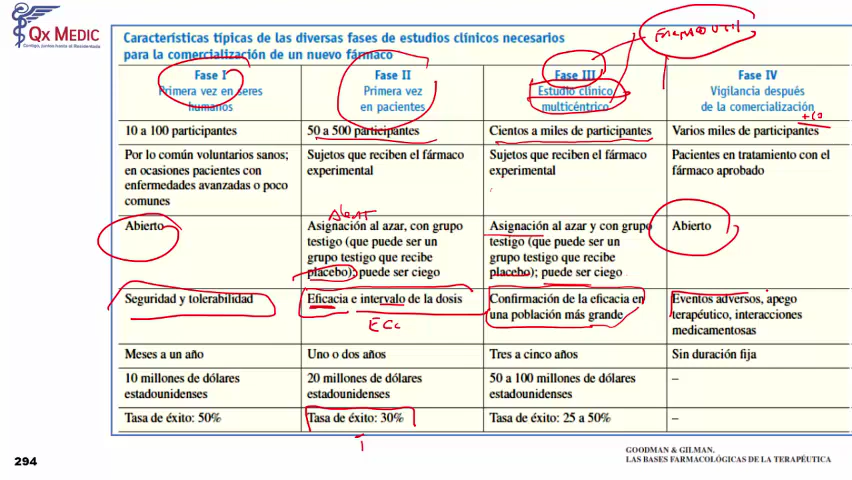 Qx MEDIC
Contigo, juntos hasta el Residentado
Características típicas de las diversas fases de estudios clínicos necesarios
para la comercialización de un nuevo fármaco
Fase I
Primera vez en seres
humanos
Fase II
Primera vez
en pacientes
Fase III
Estudio clínico
multicéntrico
Fase IV
Vigilancia después
de la comercialización
10 a 100 participantes
50 a 500 participantes
Cientos a miles de participantes
Varios miles de participantes
Por lo común voluntarios sanos;
en ocasiones pacientes con
enfermedades avanzadas o poco
comunes
Sujetos que reciben el fármaco
experimental
Sujetos que reciben el fármaco
experimental
Pacientes en tratamiento con el
fármaco aprobado
Abierto
Asignación al azar, con grupo
testigo (que puede ser un
grupo testigo que recibe
placebo); puede ser ciego
Asignación al azar y con grupo
testigo (que puede ser un
grupo testigo que recibe
placebo); puede ser ciego
Abierto
Seguridad y tolerabilidad
Eficacia e intervalo de la dosis
Confirmación de la eficacia en
una población más grande
Eventos adversos, apego
terapéutico, interacciones
medicamentosas
Meses a un año
Uno o dos años
Tres a cinco años
Sin duración fija
10 millones de dólares
estadounidenses
20 millones de dólares
estadounidenses
50 a 100 millones de dólares
estadounidenses
–
Tasa de éxito: 50%
Tasa de éxito: 30%
Tasa de éxito: 25 a 50%
–
294
GOODMAN & GILMAN.
LAS BASES FARMACOLÓGICAS DE LA TERAPÉUTICA